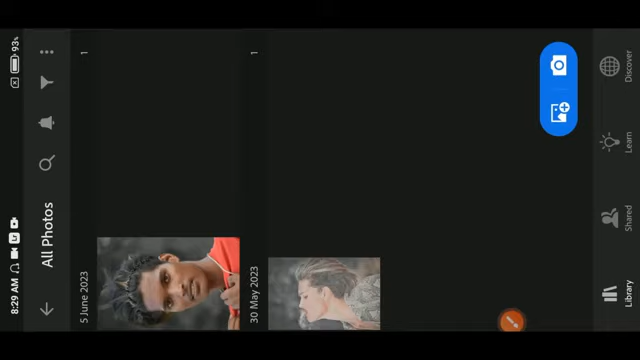 8:29 AM
93%
All Photos
5 June 2023
1
30 May 2023
1
Library
Shared
Learn
Discover